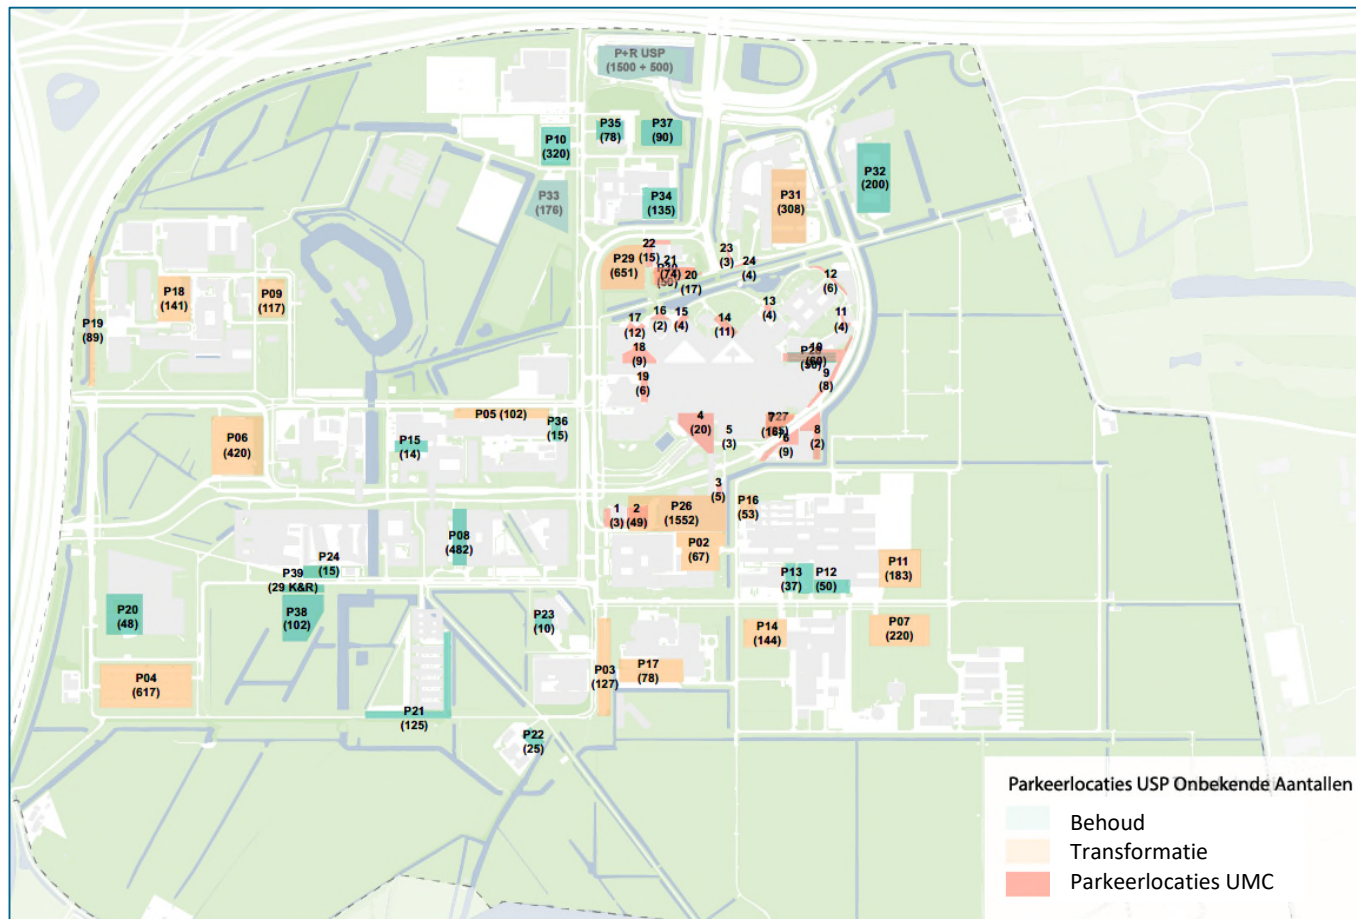 P+R USP
(1500 + 500)
P35
(78)
P37
(90)
P10
(320)
P32
(200)
P33
(176)
P34
(135)
P31
(308)
22
(15)
23
(3)
24
(4)
P29
(651)
21
(74)
20
(17)
P18
(141)
P09
(117)
12
(6)
P19
(89)
13
(4)
16
(2)
15
(4)
14
(11)
17
(12)
11
(4)
18
(9)
10
(60)
19
(6)
9
(8)
P05 (102)
P36
(15)
P06
(420)
P15
(14)
4
(20)
5
(3)
7
6
(9)
8
(2)
3
(5)
P16
(53)
P26
(1552)
1
(3)
2
(49)
P08
(482)
P02
(67)
P24
(15)
P39
(29 K&R)
P13
(37)
P12
(50)
P11
(183)
P20
(48)
P38
(102)
P23
(10)
P14
(144)
P07
(220)
P04
(617)
P03
(127)
P17
(78)
P21
(125)
P22
(25)
Parkeerlocaties USP Onbekende Aantallen
Behoud
Transformatie
Parkeerlocaties UMC